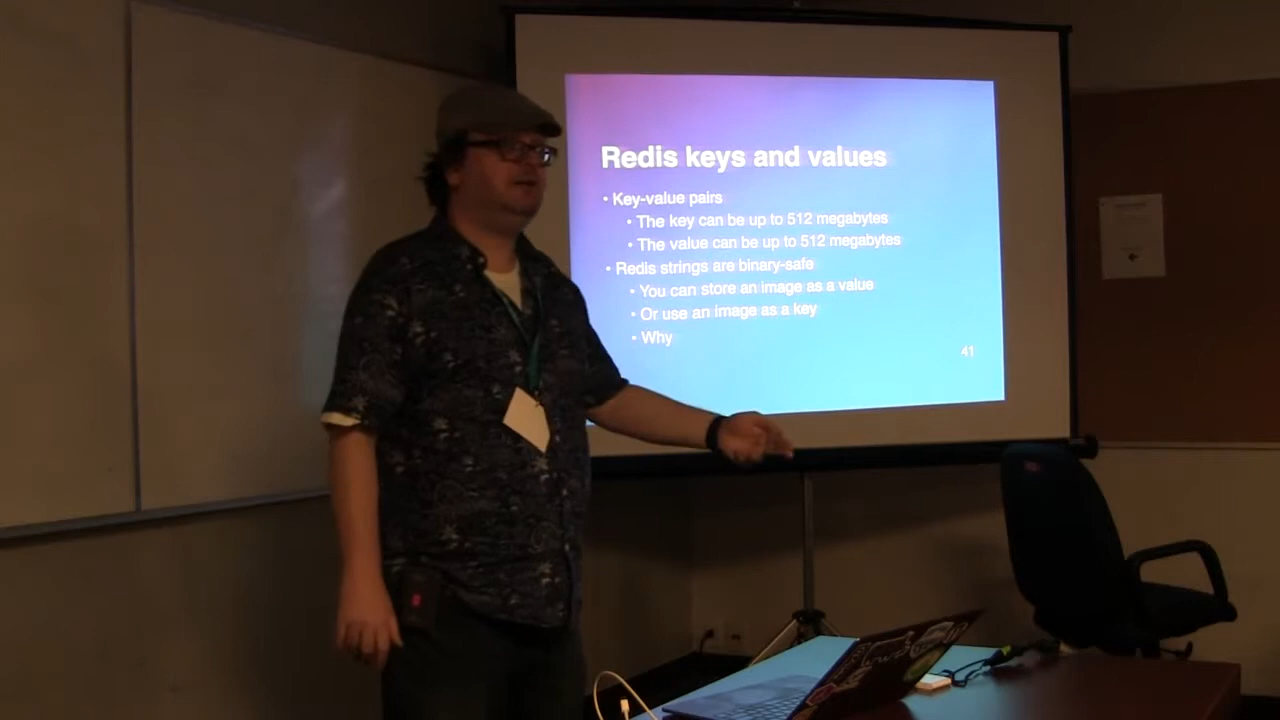 Redis keys and values
• Key-value pairs
• The key can be up to 512 megabytes
• The value can be up to 512 megabytes
• Redis strings are binary-safe
• You can store an image as a value
• Or use an image as a key
• Why
41